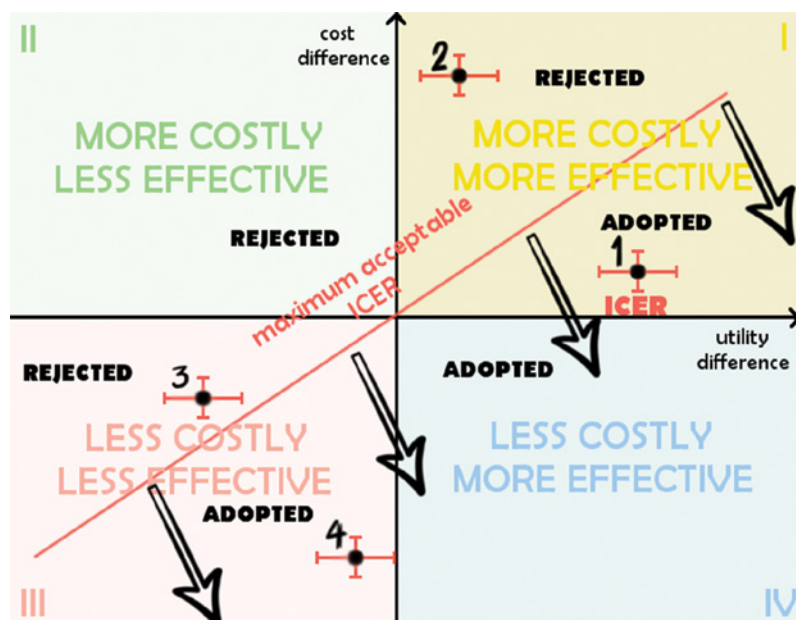 II
cost
difference
I
2
REJECTED
MORE COSTLY
LESS EFFECTIVE
MORE COSTLY
MORE EFFECTIVE
REJECTED
maximum acceptable
ICER
ADOPTED
1
ICER
utility
difference
REJECTED
3
ADOPTED
LESS COSTLY
LESS EFFECTIVE
LESS COSTLY
MORE EFFECTIVE
ADOPTED
4
III
IV